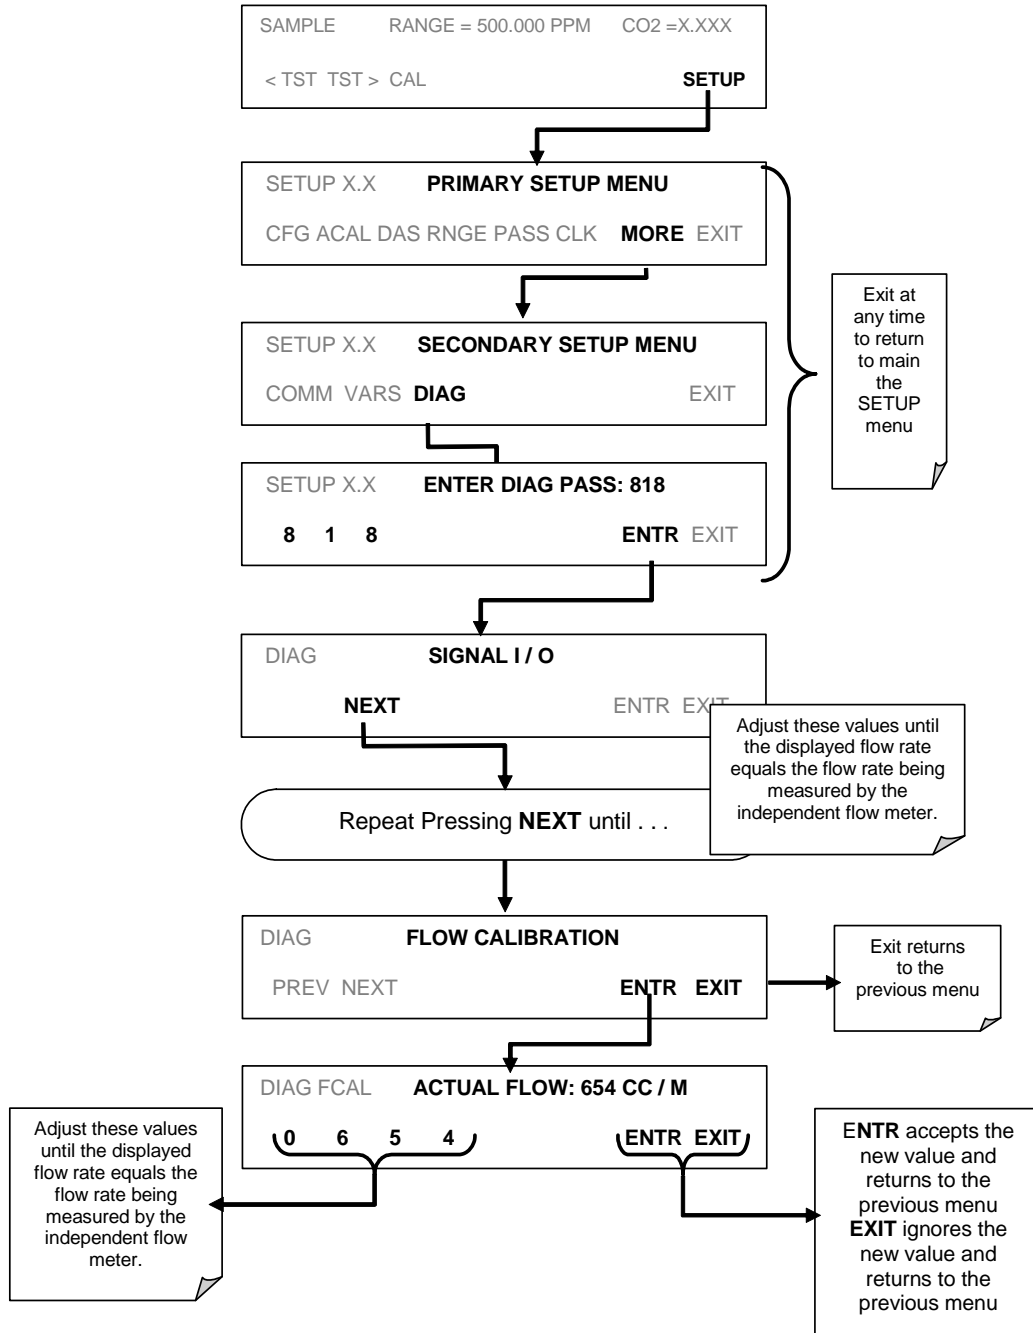 SAMPLE RANGE = 500.000 PPM CO2 =X.XXX
< TST TST > CAL SETUP
SETUP X.X PRIMARY SETUP MENU
CFG ACAL DAS RNGE PASS CLK MORE EXIT
SETUP X.X SECONDARY SETUP MENU
COMM VARS DIAG EXIT
SETUP X.X ENTER DIAG PASS: 818
8 1 8 ENTR EXIT
Exit at
any time
to return
to main
the
SETUP
menu
DIAG SIGNAL I / O
NEXT ENTR EXIT
Adjust these values until
the displayed flow rate
equals the flow rate being
measured by the
independent flow meter.
Repeat Pressing NEXT until . . .
DIAG FLOW CALIBRATION
PREV NEXT ENTR EXIT
Exit returns
to the
previous menu
DIAG FCAL ACTUAL FLOW: 654 CC / M
0 6 5 4 ENTR EXIT
Adjust these values
until the displayed
flow rate equals the
flow rate being
measured by the
independent flow
meter.
ENTR accepts the
new value and
returns to the
previous menu
EXIT ignores the
new value and
returns to the
previous menu